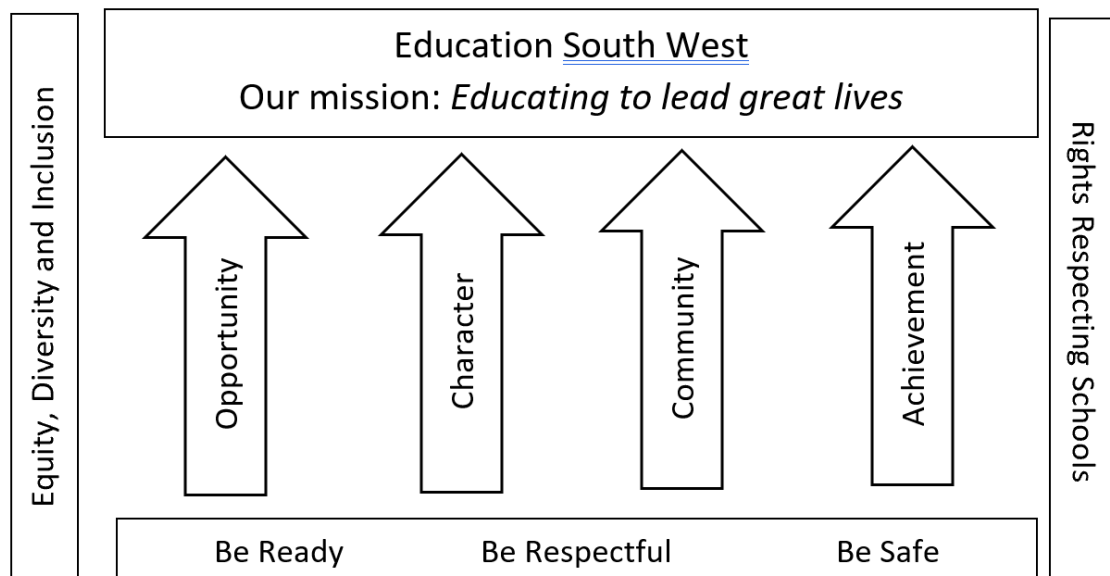 Education South West
Our mission: Educating to lead great lives
Equity, Diversity and Inclusion
Opportunity
Character
Community
Achievement
Rights Respecting Schools
Be Ready Be Respectful Be Safe